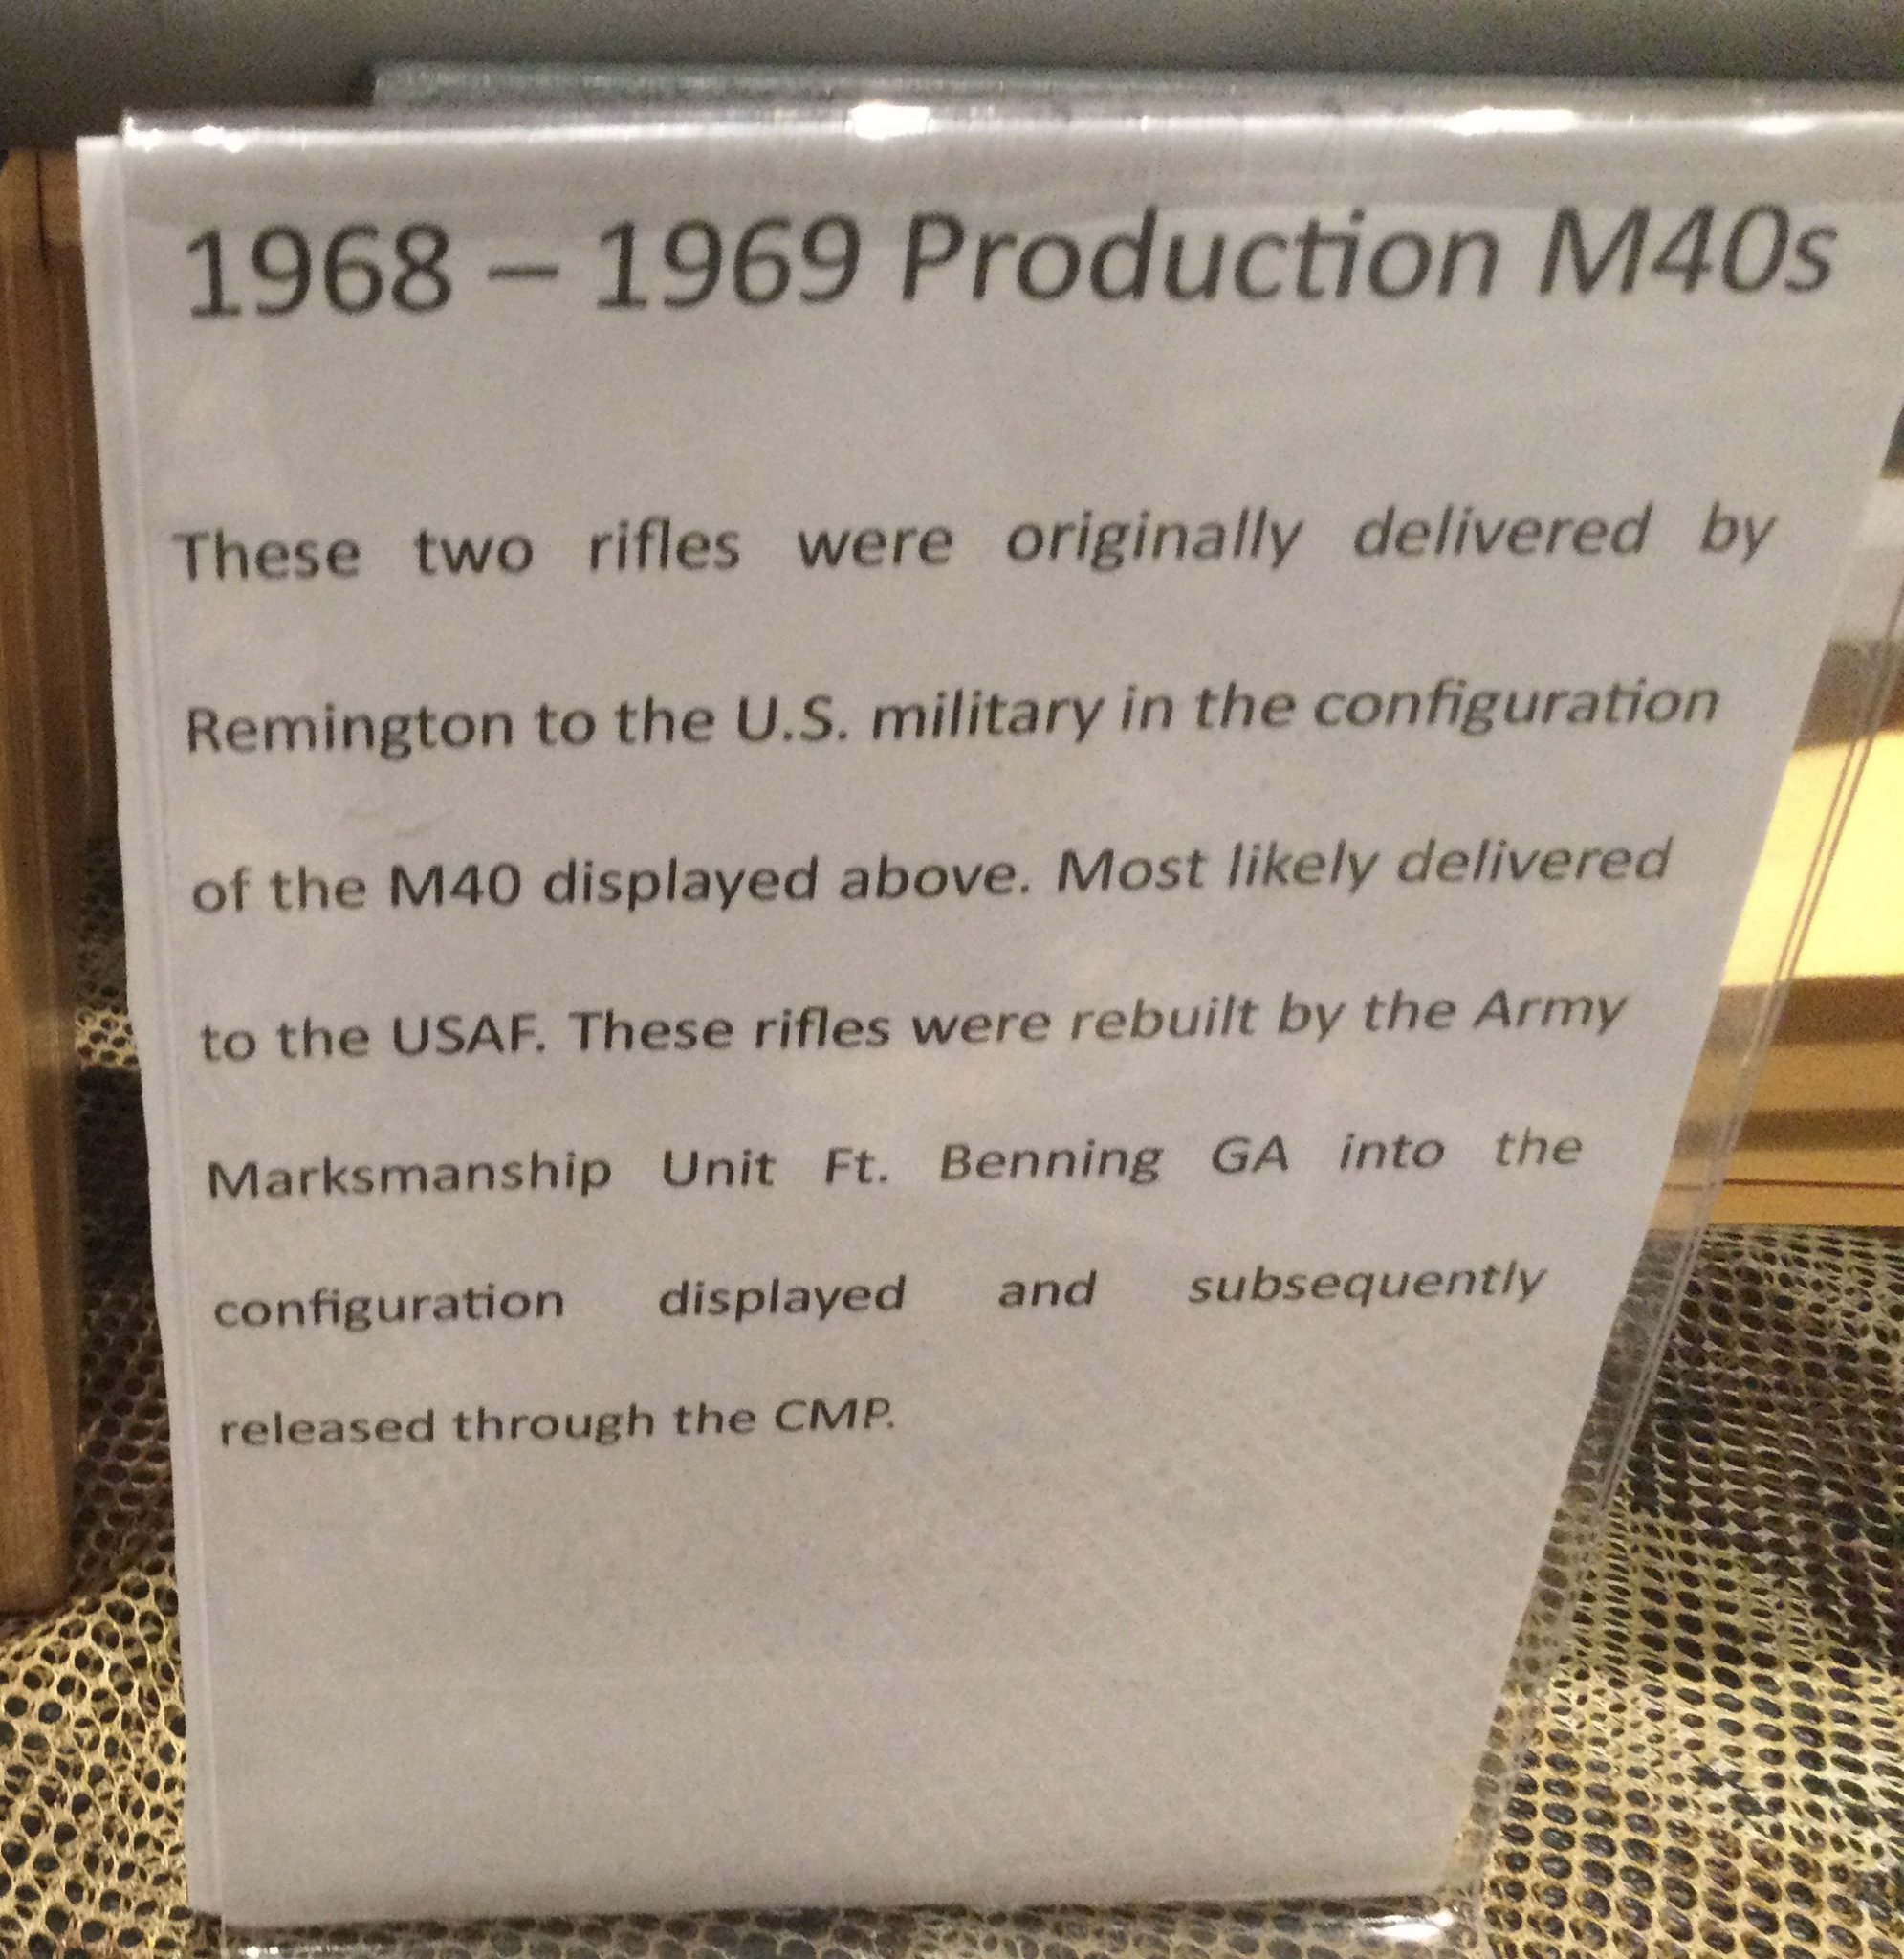 1968 – 1969 Production M40s
These two rifles were originally delivered by
Remington to the U.S. military in the configuration
of the M40 displayed above. Most likely delivered
to the USAF. These rifles were rebuilt by the Army
Marksmanship Unit Ft. Benning GA into the
configuration displayed and subsequently
released through the CMP.